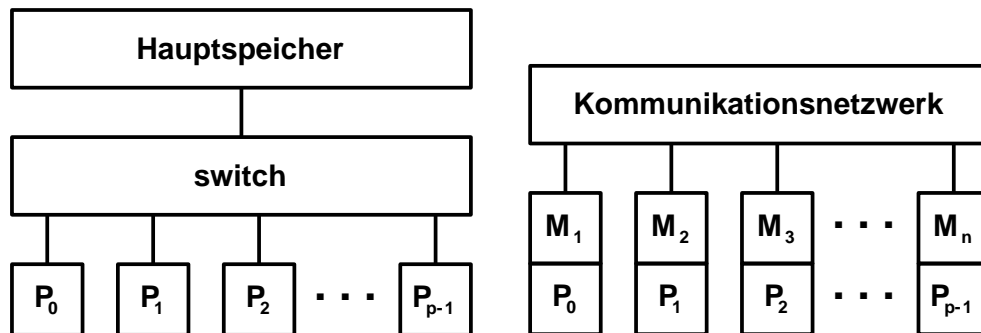 Hauptspeicher
switch
P0 P1 P2 · · · Pp-1
Kommunikationsnetzwerk
M1 M2 M3 · · · Mn
P0 P1 P2 · · · Pp-1